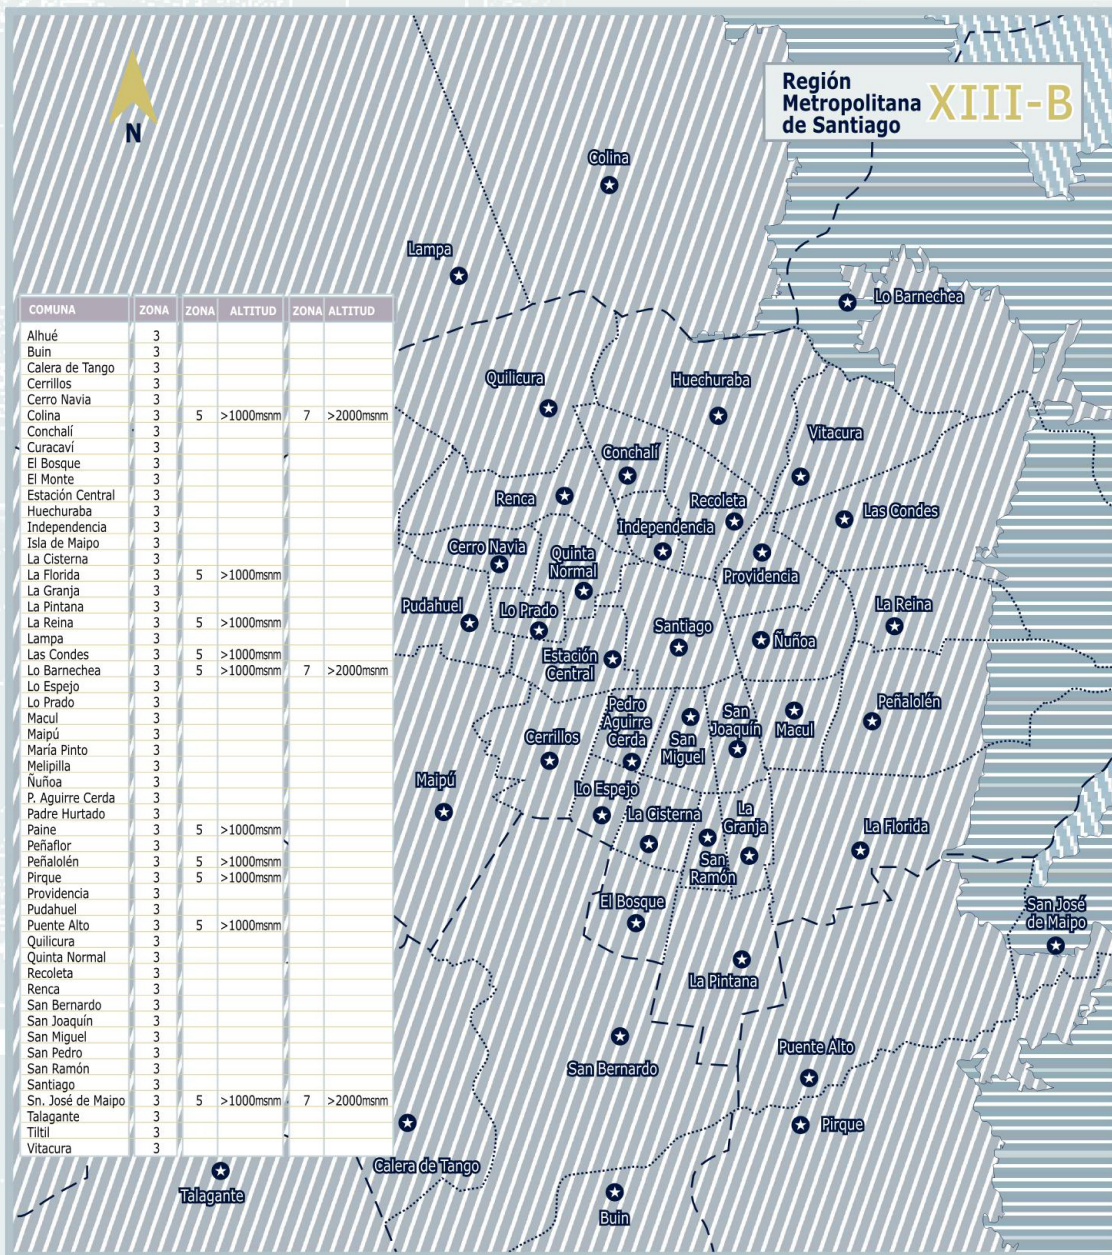 N
Región
Metropolitana
de Santiago
XIII-B
Colina
Lampa
Lo Barnechea
COMUNA ZONA ZONA ALTITUD ZONA ALTITUD
Alhué 3
Buin 3
Calera de Tango 3
Cerrillos 3
Cerro Navia 3
Colina 3 5 >1000msnm 7 >2000msnm
Conchalí 3
Curacaví 3
El Bosque 3
El Monte 3
Estación Central 3
Huechuraba 3
Independencia 3
Isla de Maipo 3
La Cisterna 3
La Florida 3 5 >1000msnm
La Granja 3
La Pintana 3
La Reina 3 5 >1000msnm
Lampa 3
Las Condes 3 5 >1000msnm
Lo Barnechea 3 5 >1000msnm 7 >2000msnm
Lo Espejo 3
Lo Prado 3
Macul 3
Maipú 3
María Pinto 3
Melipilla 3
Ñuñoa 3
P. Aguirre Cerda 3
Padre Hurtado 3
Paine 3 5 >1000msnm
Peñaflor 3
Peñalolén 3 5 >1000msnm
Pirque 3 5 >1000msnm
Providencia 3
Pudahuel 3
Puente Alto 3 5 >1000msnm
Quilicura 3
Quinta Normal 3
Recoleta 3
Renca 3
San Bernardo 3
San Joaquín 3
San Miguel 3
San Pedro 3
San Ramón 3
Santiago 3
Sn. José de Maipo 3 5 >1000msnm 7 >2000msnm
Talagante 3
Tiltil 3
Vitacura 3
Quilicura
Huechuraba
Vitacura
Conchalí
Renca
Recoleta
Las Condes
Independencia
Cerro Navia
Quinta
Normal
Providencia
Pudahuel
Lo Prado
La Reina
Santiago
Ñuñoa
Estación
Central
Pedro
Aguirre
Cerda
San
Miguel
San
Joaquín
Macul
Peñalolén
Cerrillos
Maipú
Lo Espejo
La Cisterna
La
Granja
La Florida
San
Ramón
El Bosque
San José
de Maipo
La Pintana
San Bernardo
Puente Alto
Pirque
Calera de Tango
Talagante
Buin